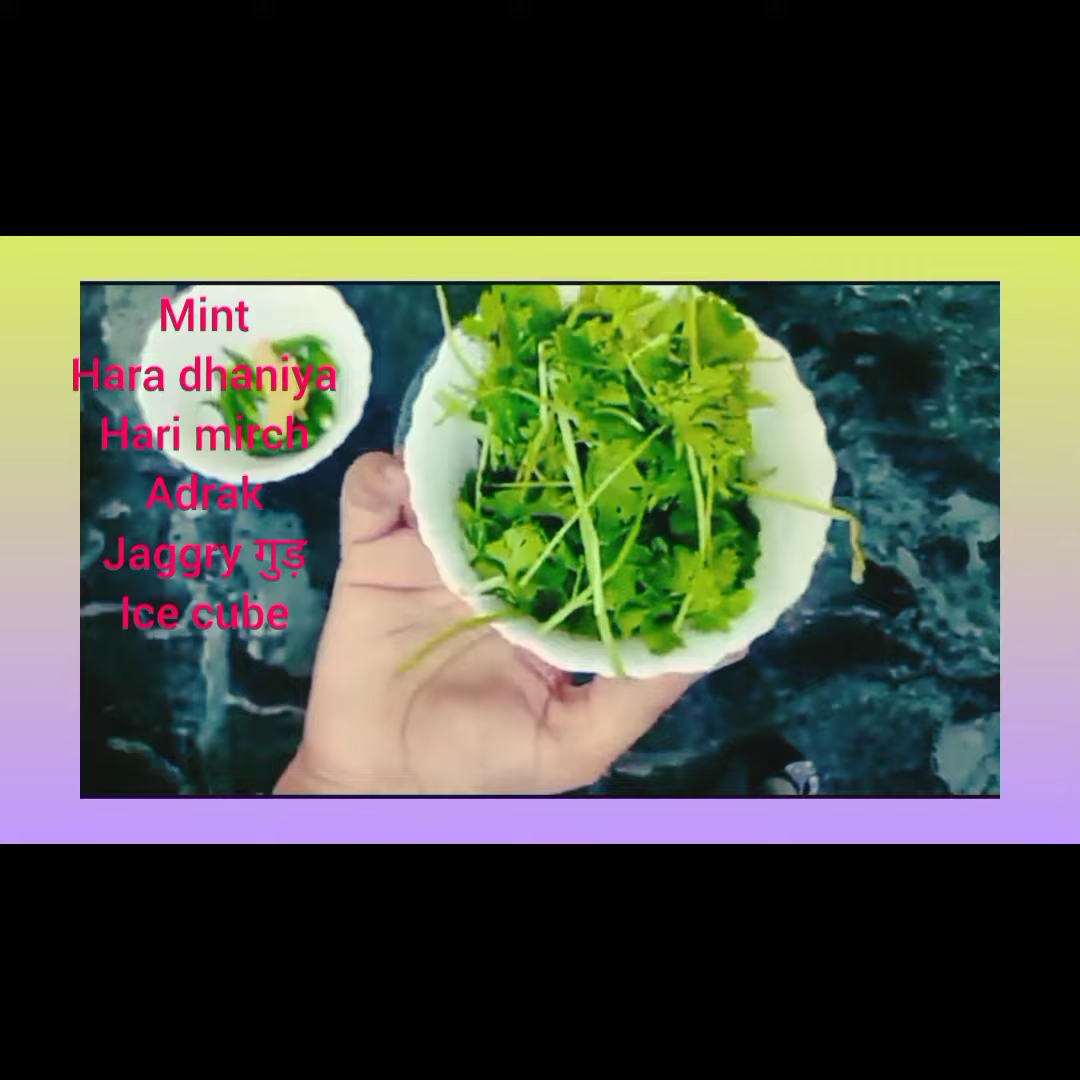 Mint
Hara dhaniya
Hari mirch
Adrak
Jaggry गुड़
Ice cube